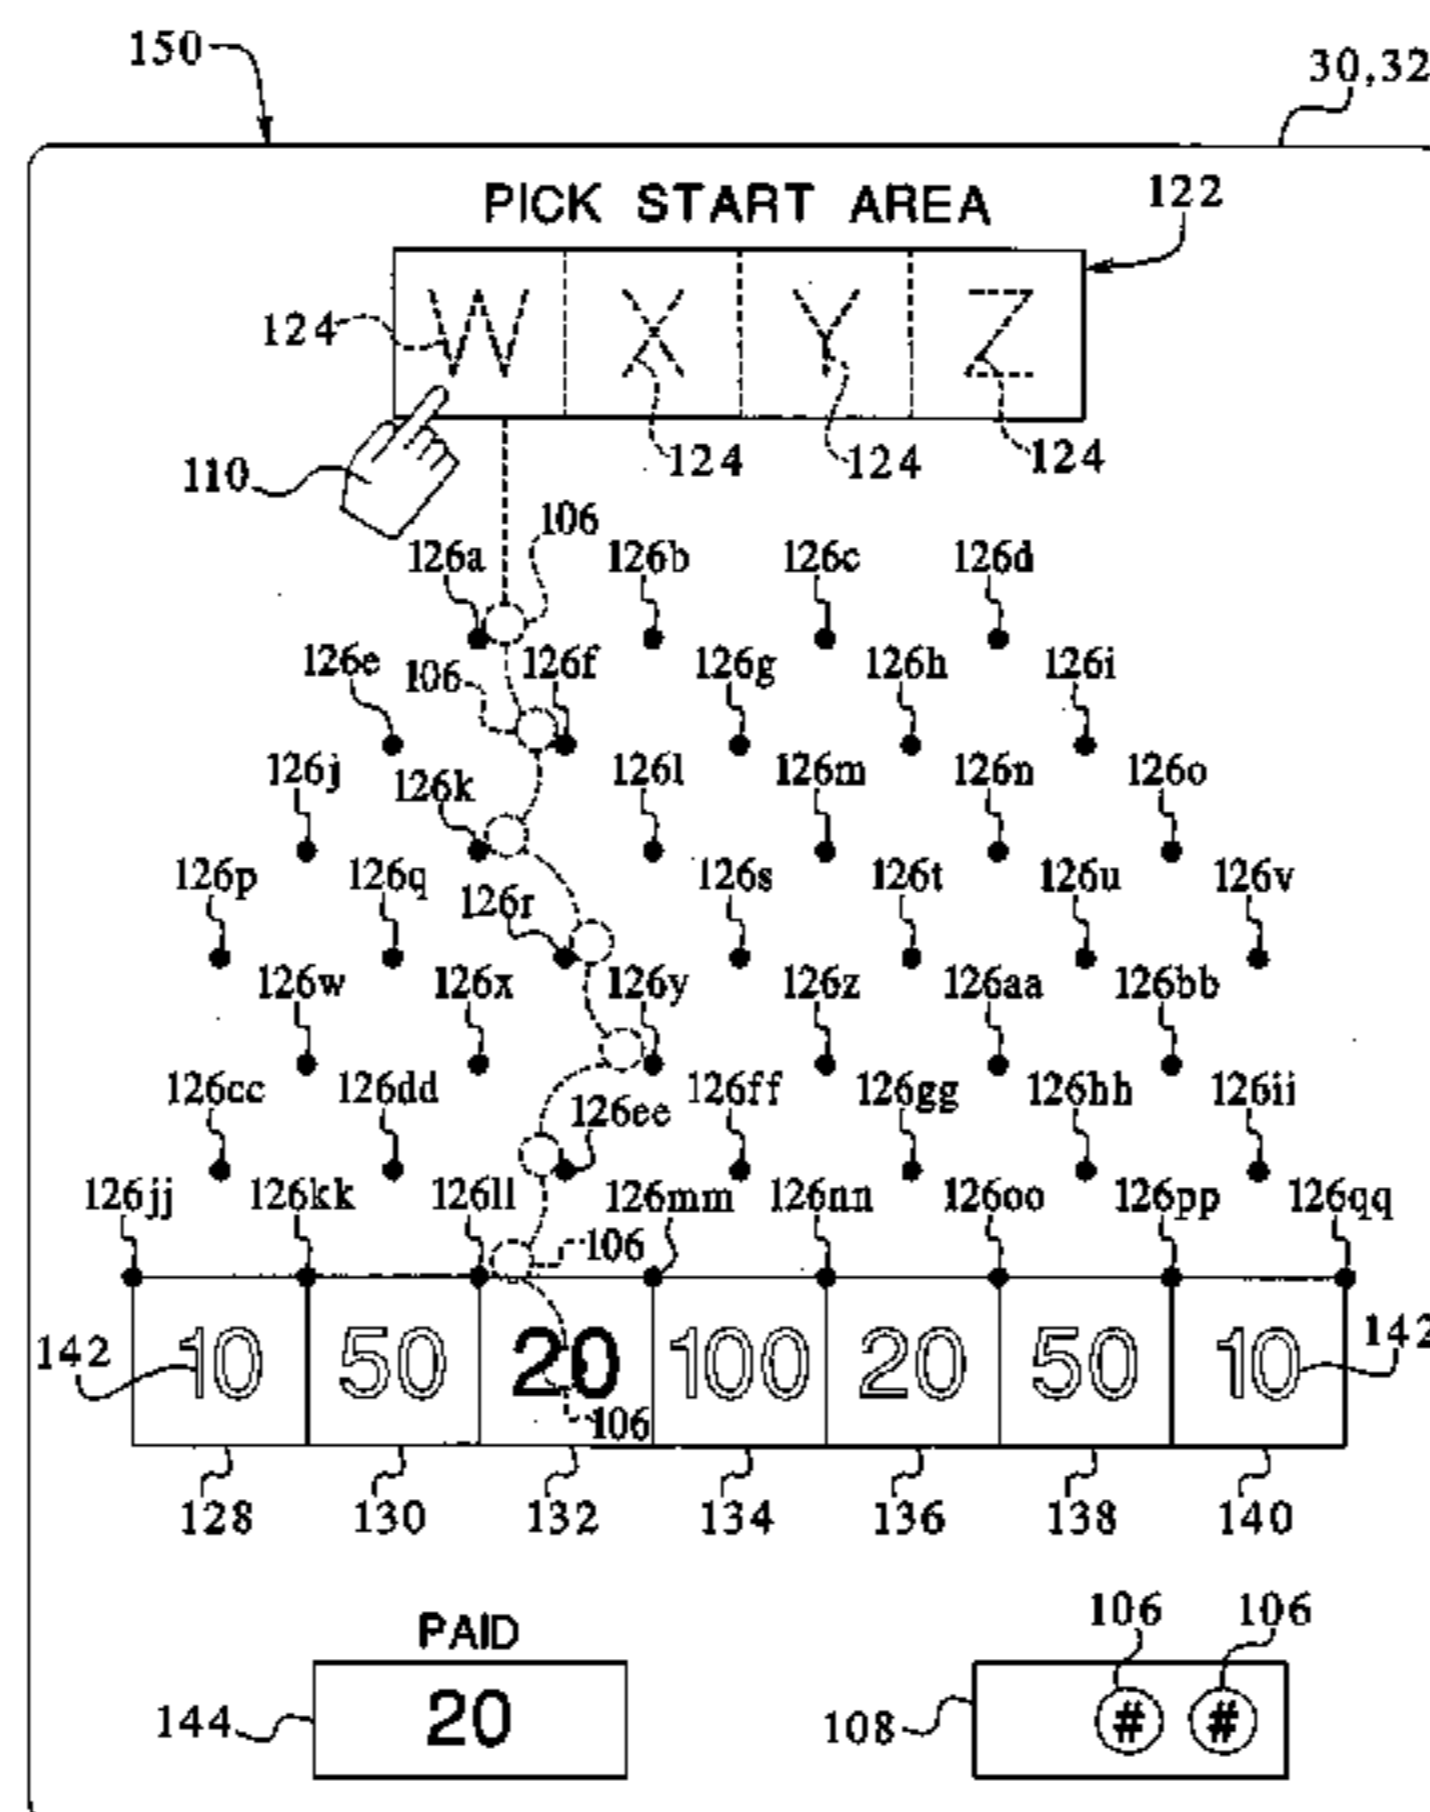 150
30,32
PICK START AREA
122
W X Y Z
124
124 124 124
110
106
126a 126b 126c 126d
126e 106 126f 126g 126h 126i
126j 126k 126l 126m 126n 126o
126p 126q 126r 126s 126t 126u 126v
126w 126x 126y 126z 126aa 126bb
126cc 126dd 126ee 126ff 126gg 126hh 126ii
126jj 126kk 126ll 126mm 126nn 126oo 126pp 126qq
106
142 10 50 20 100 20 50 10 142
106
128 130 132 134 136 138 140
PAID
106 106
144 20 108 # #